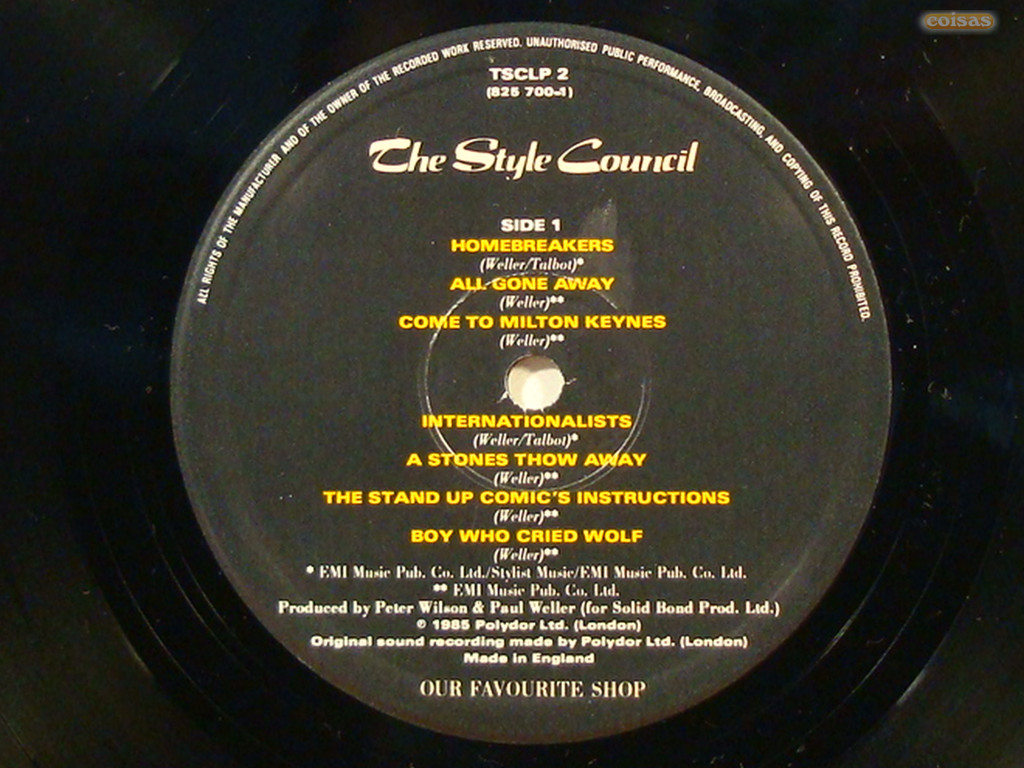 coisas
ALL RIGHTS OF THE MANUFACTURER AND OF THE OWNER OF THE RECORDED WORK RESERVED. UNAUTHORISED PUBLIC PERFORMANCE, BROADCASTING, AND COPYING OF THIS RECORD PROHIBITED.
TSCLP 2
(825 700-1)
The Style Council
SIDE 1
HOMEBREAKERS
(Weller/Talbot)*
ALL GONE AWAY
(Weller)**
COME TO MILTON KEYNES
(Weller)**
INTERNATIONALISTS
(Weller/Talbot)*
A STONES THOW AWAY
(Weller)**
THE STAND UP COMIC'S INSTRUCTIONS
(Weller)**
BOY WHO CRIED WOLF
(Weller)**
* EMI Music Pub. Co. Ltd./Stylist Music/EMI Music Pub. Co. Ltd.
** EMI Music Pub. Co. Ltd.
Produced by Peter Wilson & Paul Weller (for Solid Bond Prod. Ltd.)
℗ 1985 Polydor Ltd. (London)
Original sound recording made by Polydor Ltd. (London)
Made in England
OUR FAVOURITE SHOP